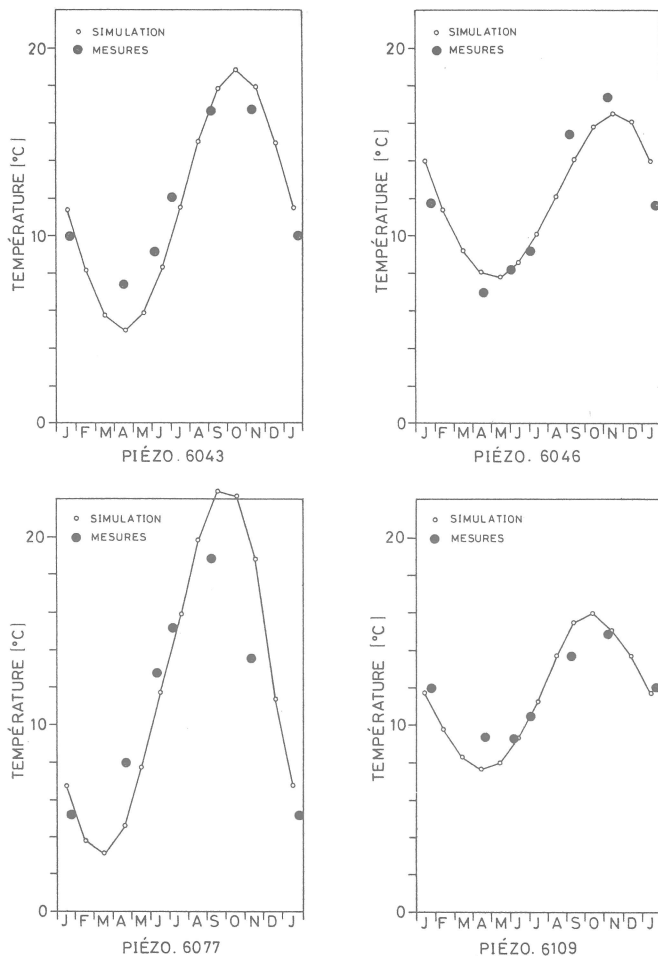 SIMULATION
MESURES
20
10
0
TEMPÉRATURE [°C]
J F M A M J J A S O N D J
PIÉZO. 6043
SIMULATION
MESURES
20
10
0
TEMPÉRATURE [°C]
J F M A M J J A S O N D J
PIÉZO. 6046
SIMULATION
MESURES
20
10
0
TEMPÉRATURE [°C]
J F M A M J J A S O N D J
PIÉZO. 6077
SIMULATION
MESURES
20
10
0
TEMPÉRATURE [°C]
J F M A M J J A S O N D J
PIÉZO. 6109